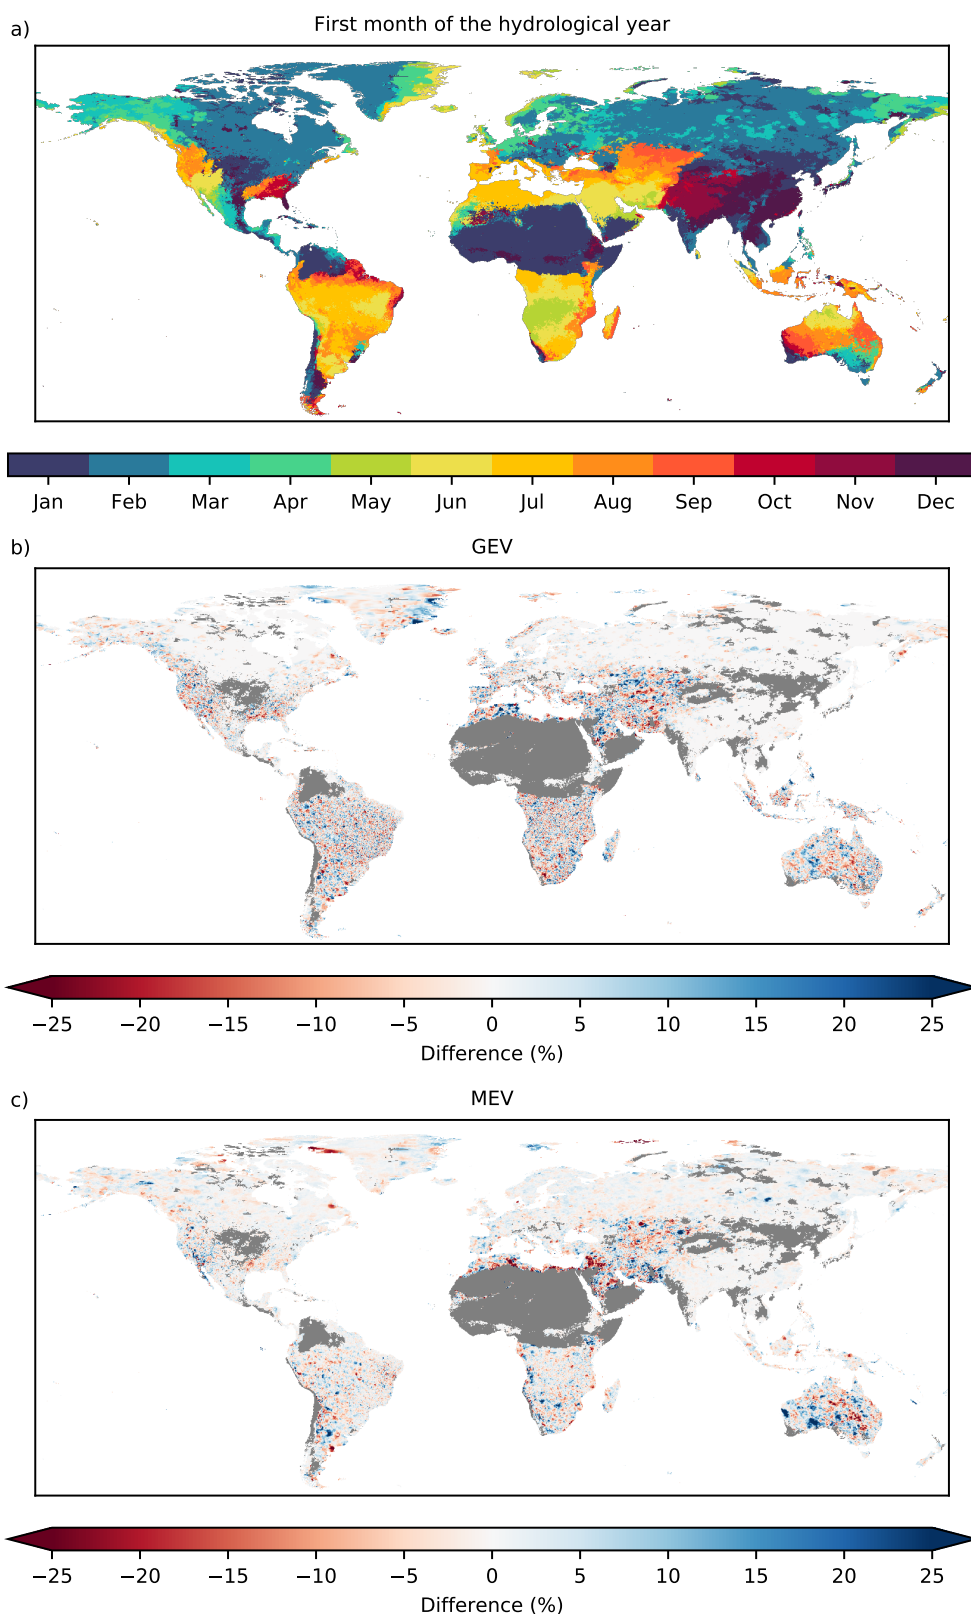 a)
First month of the hydrological year
Jan Feb Mar Apr May Jun Jul Aug Sep Oct Nov Dec
b)
GEV
−25 −20 −15 −10 −5 0 5 10 15 20 25
Difference (%)
c)
MEV
−25 −20 −15 −10 −5 0 5 10 15 20 25
Difference (%)